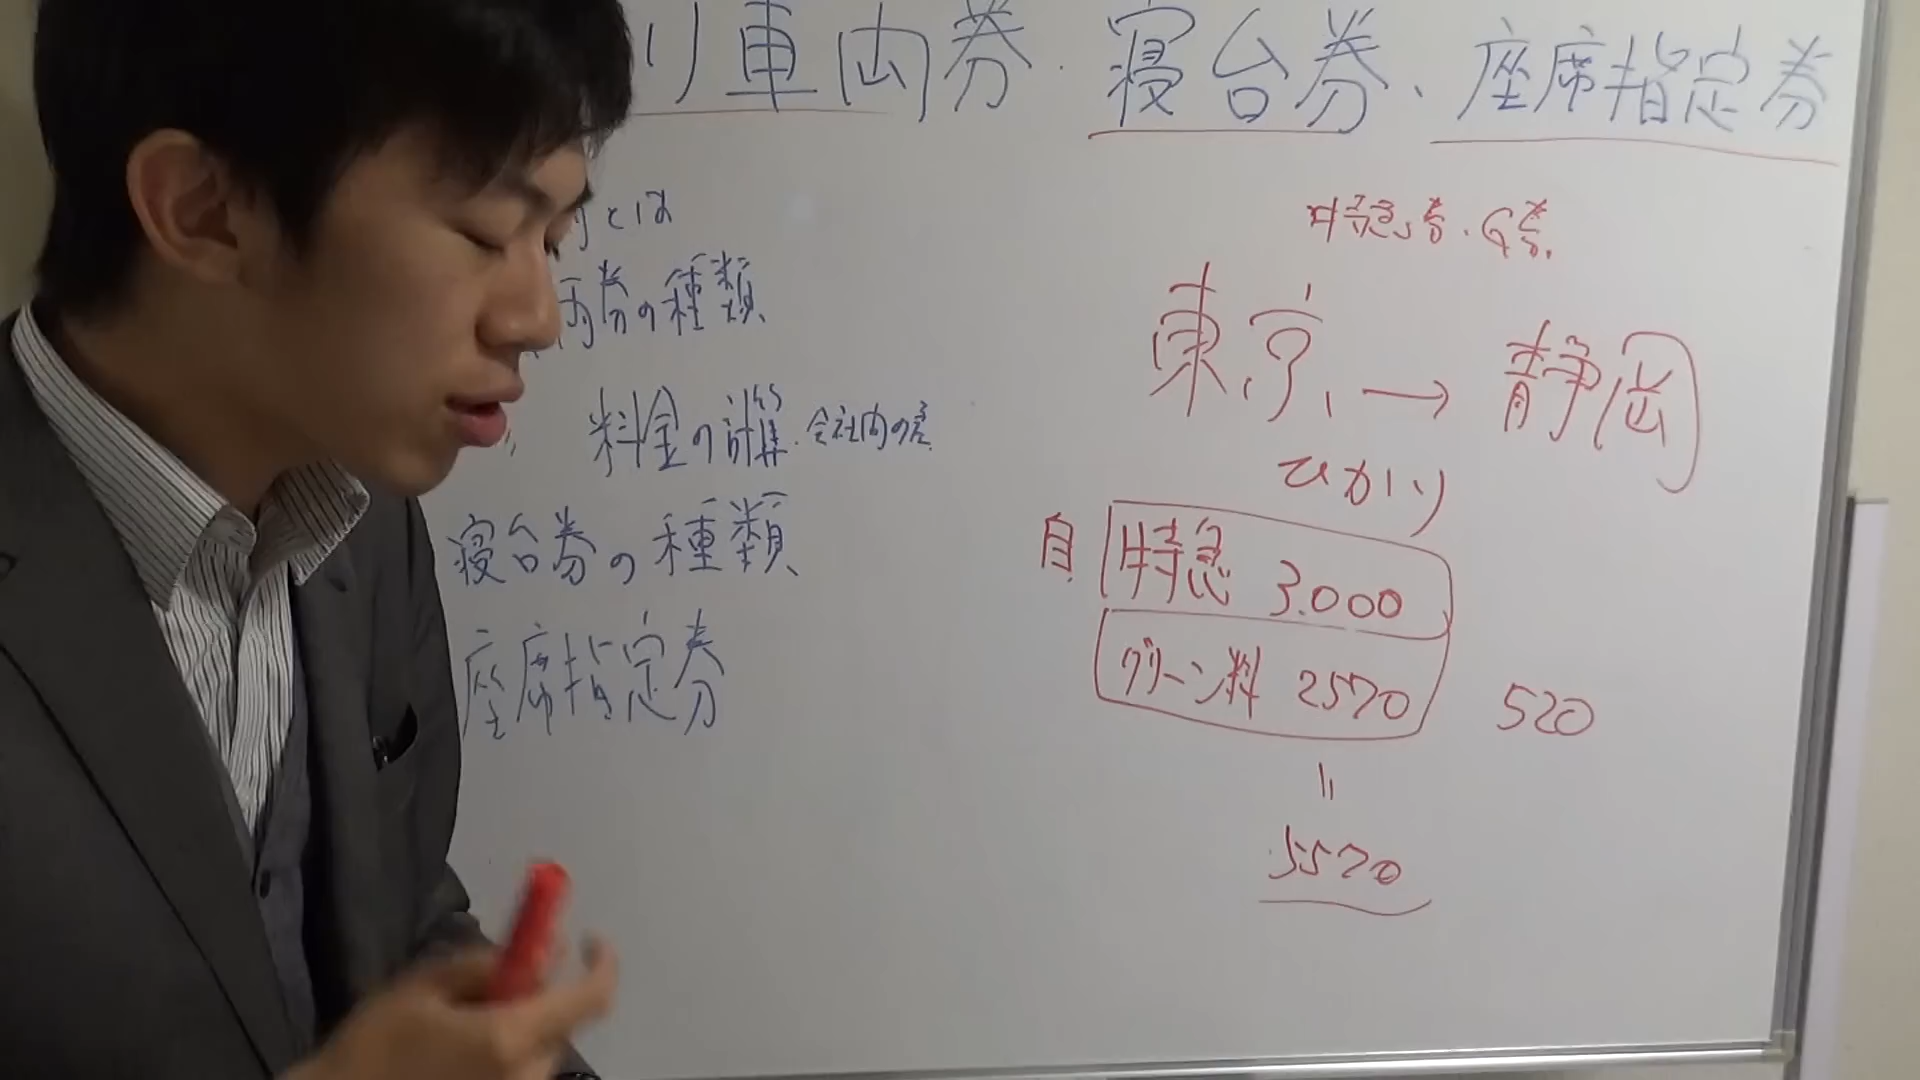 リ車両券・寝台券、座席指定券
とは
両券の種類
料金の計算 会社内の差
寝台券の種類
座席指定券
特急券・G券
東京→静岡
ひかり
自 特急 3.000
グリーン料 2570 520
=
5570